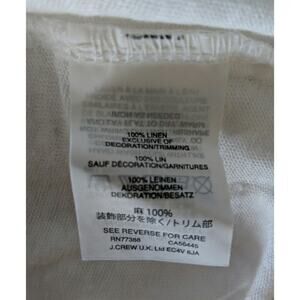 100% LINEN
EXCLUSIVE OF
DECORATION/TRIMMING
100% LIN
SAUF DÉCORATION/GARNITURES
100% LEINEN
AUSGENOMMEN
DEKORATION/BESATZ
麻 100%
装飾部分を除く/トリム部
SEE REVERSE FOR CARE
RN77388 CA56445
J.CREW U.K. Ltd EC4V 6JA